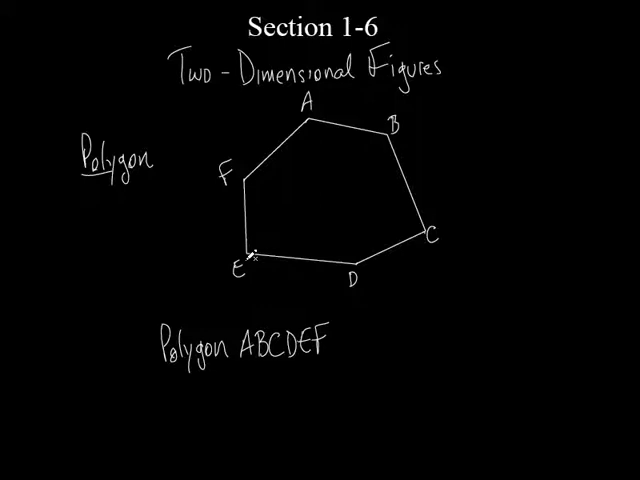 Section 1-6
Two-Dimensional Figures
A
B
Polygon
F
C
E
D
Polygon ABCDEF